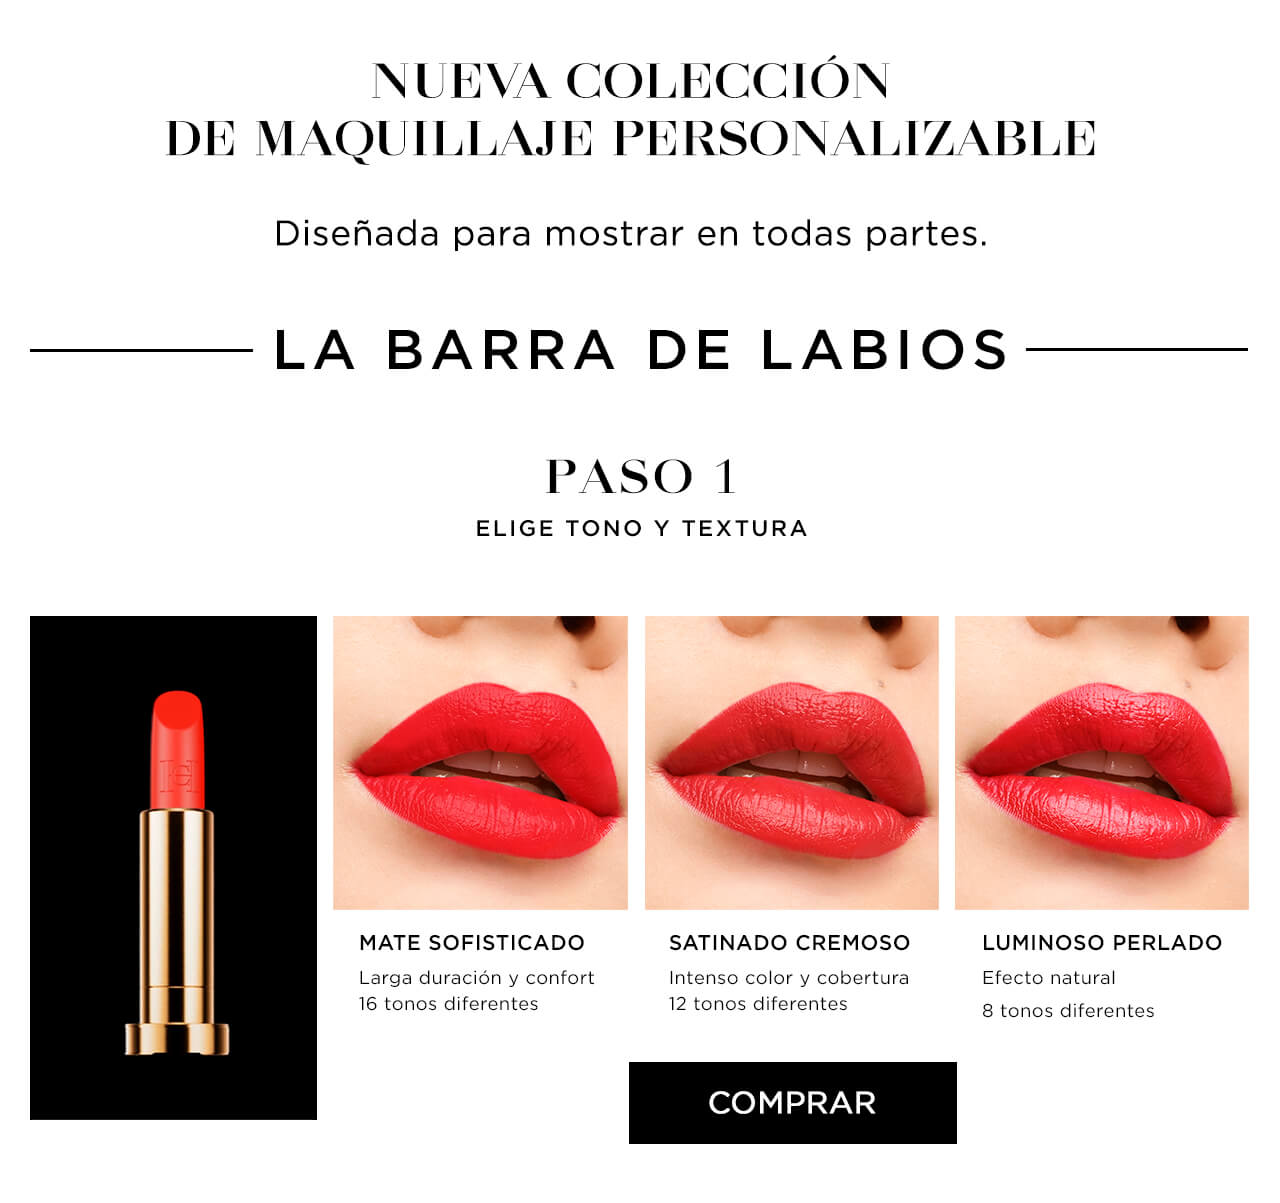 NUEVA COLECCIÓN
DE MAQUILLAJE PERSONALIZABLE
Diseñada para mostrar en todas partes.
LA BARRA DE LABIOS
PASO 1
ELIGE TONO Y TEXTURA
MATE SOFISTICADO
Larga duración y confort
16 tonos diferentes
SATINADO CREMOSO
Intenso color y cobertura
12 tonos diferentes
LUMINOSO PERLADO
Efecto natural
8 tonos diferentes
COMPRAR